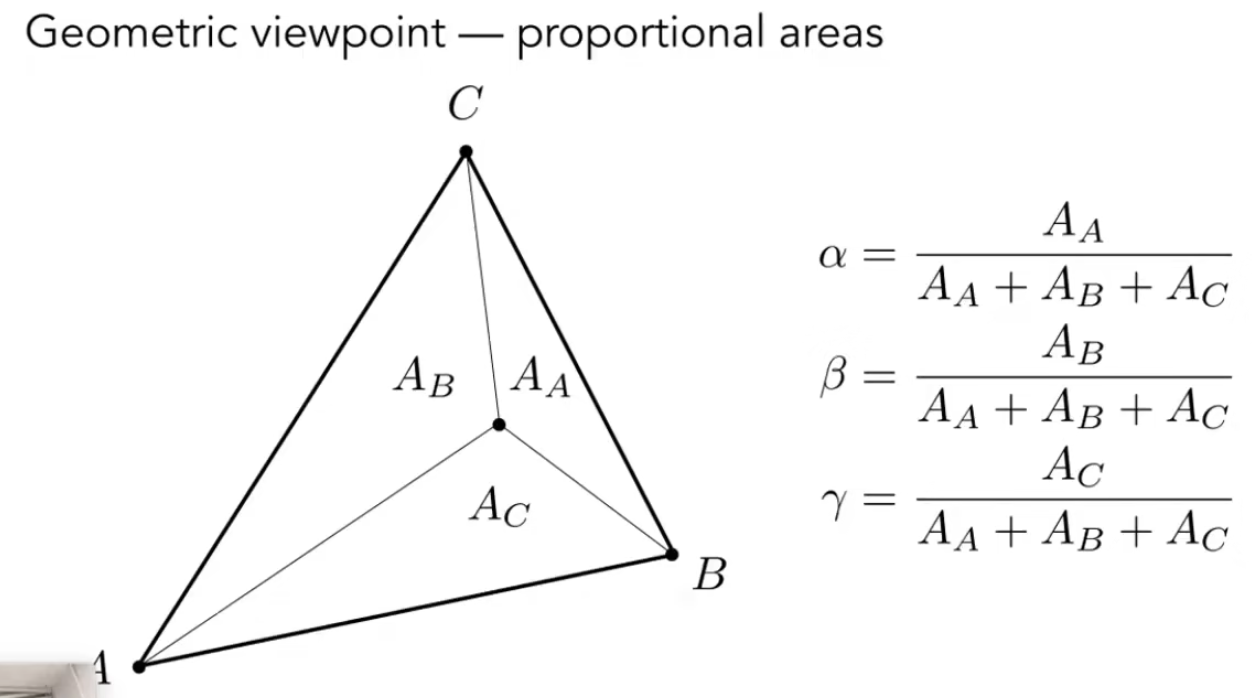 Geometric viewpoint — proportional areas
C
A_B
A_A
A_C
B
A
α = A_A / (A_A + A_B + A_C)
β = A_B / (A_A + A_B + A_C)
γ = A_C / (A_A + A_B + A_C)